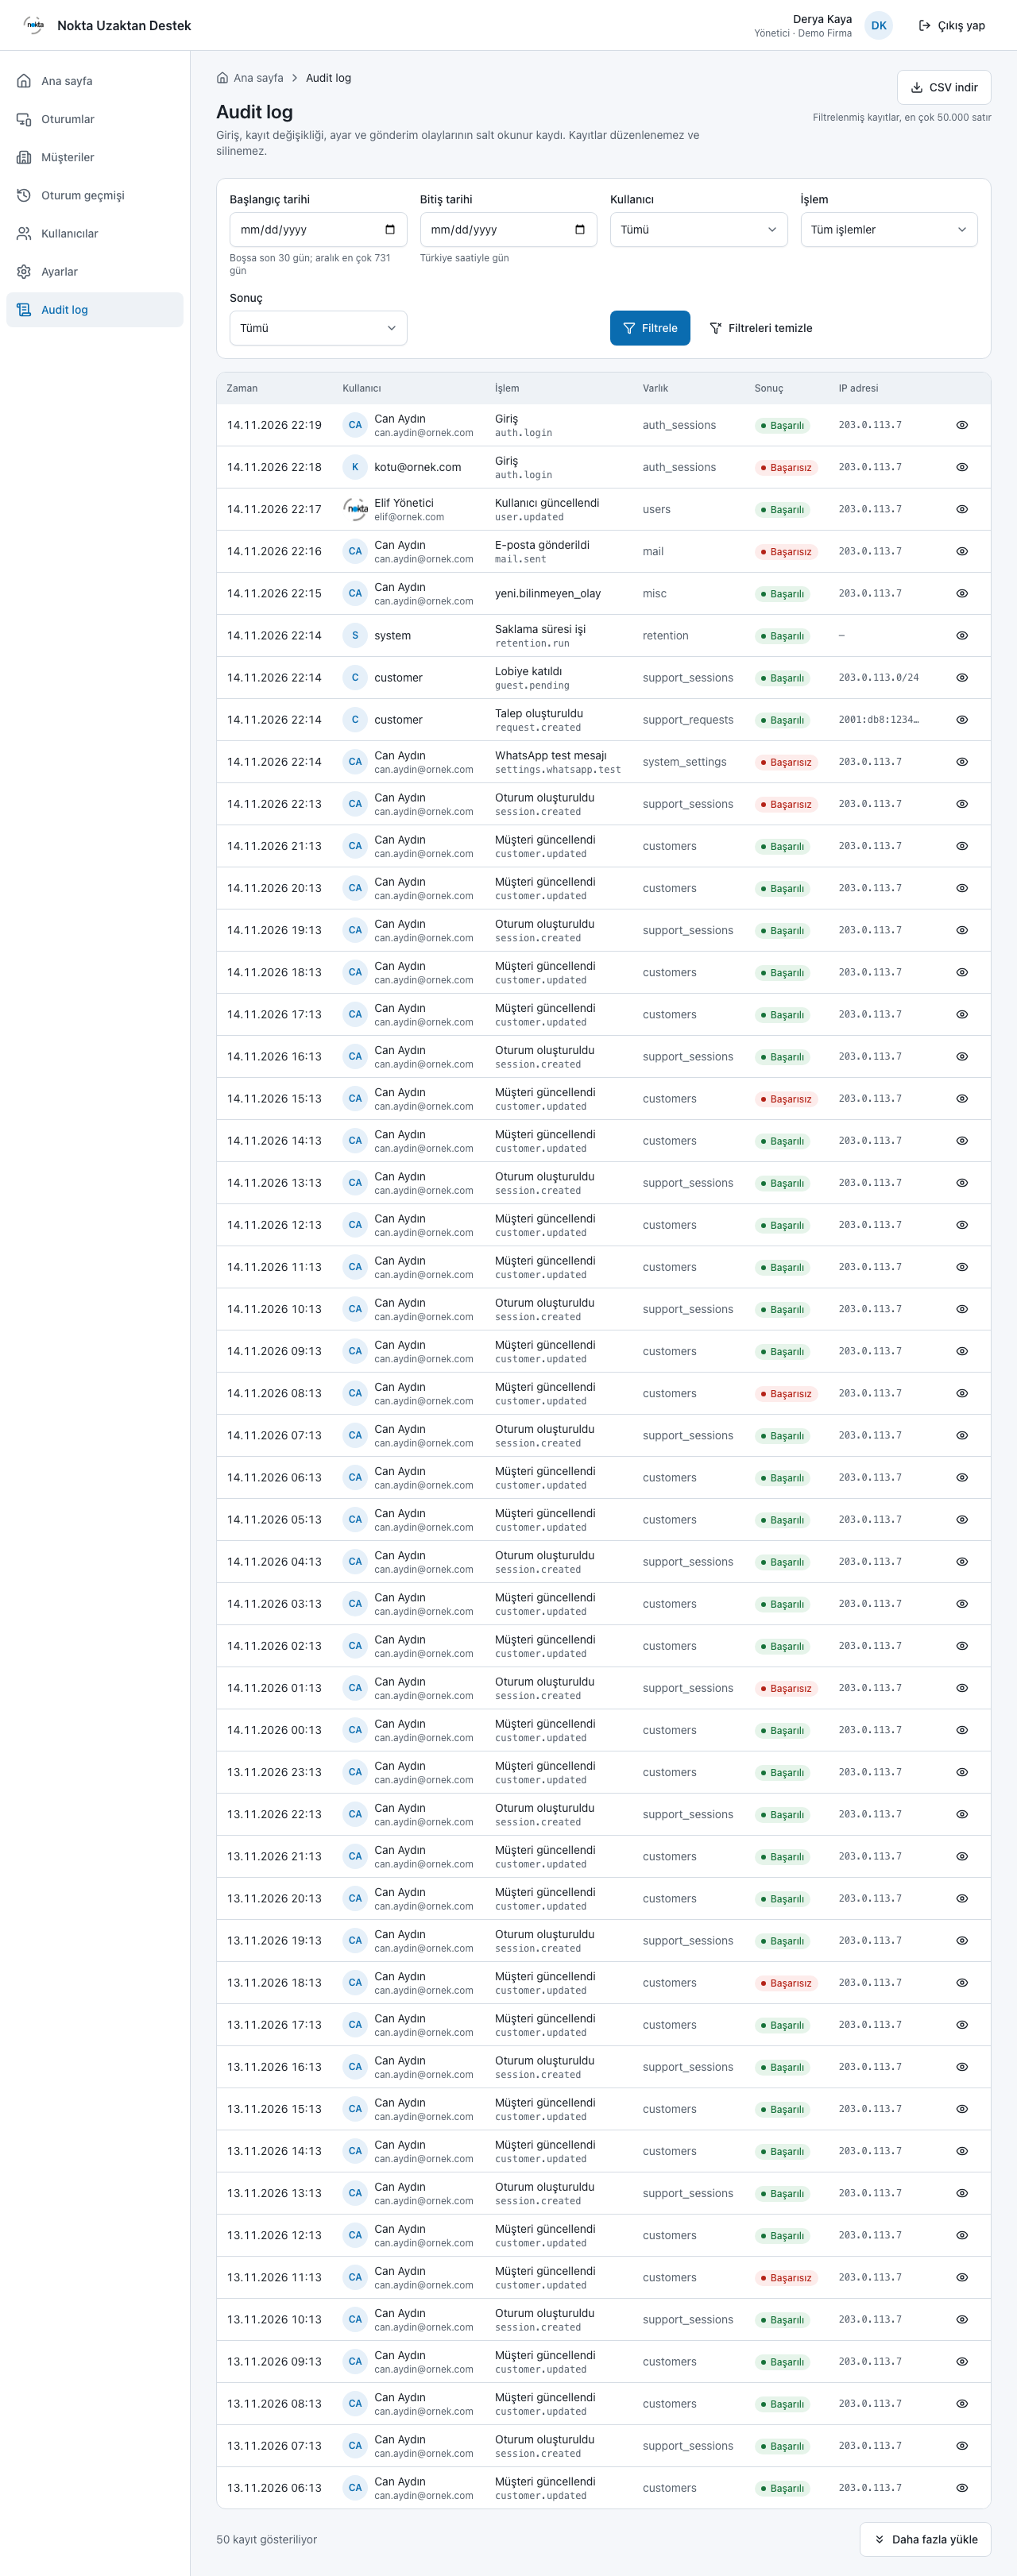 nokta Nokta Uzaktan Destek
Derya Kaya
Yönetici · Demo Firma
DK
Çıkış yap
Ana sayfa
Oturumlar
Müşteriler
Oturum geçmişi
Kullanıcılar
Ayarlar
Audit log
Ana sayfa > Audit log
CSV indir
Filtrelenmiş kayıtlar, en çok 50.000 satır
Audit log
Giriş, kayıt değişikliği, ayar ve gönderim olaylarının salt okunur kaydı. Kayıtlar düzenlenemez ve
silinemez.
Başlangıç tarihi Bitiş tarihi Kullanıcı İşlem
mm/dd/yyyy mm/dd/yyyy Tümü Tüm işlemler
Boşsa son 30 gün; aralık en çok 731
gün
Türkiye saatiyle gün
Sonuç
Tümü Filtrele Filtreleri temizle
Zaman Kullanıcı İşlem Varlık Sonuç IP adresi
14.11.2026 22:19 CA Can Aydın can.aydin@ornek.com Giriş auth.login auth_sessions Başarılı 203.0.113.7
14.11.2026 22:18 K kotu@ornek.com Giriş auth.login auth_sessions Başarısız 203.0.113.7
14.11.2026 22:17 nokta Elif Yönetici elif@ornek.com Kullanıcı güncellendi user.updated users Başarılı 203.0.113.7
14.11.2026 22:16 CA Can Aydın can.aydin@ornek.com E-posta gönderildi mail.sent mail Başarısız 203.0.113.7
14.11.2026 22:15 CA Can Aydın can.aydin@ornek.com yeni.bilinmeyen_olay misc Başarılı 203.0.113.7
14.11.2026 22:14 S system Saklama süresi işi retention.run retention Başarılı –
14.11.2026 22:14 C customer Lobiye katıldı guest.pending support_sessions Başarılı 203.0.113.0/24
14.11.2026 22:14 C customer Talep oluşturuldu request.created support_requests Başarılı 2001:db8:1234…
14.11.2026 22:14 CA Can Aydın can.aydin@ornek.com WhatsApp test mesajı settings.whatsapp.test system_settings Başarısız 203.0.113.7
14.11.2026 22:13 CA Can Aydın can.aydin@ornek.com Oturum oluşturuldu session.created support_sessions Başarısız 203.0.113.7
14.11.2026 21:13 CA Can Aydın can.aydin@ornek.com Müşteri güncellendi customer.updated customers Başarılı 203.0.113.7
14.11.2026 20:13 CA Can Aydın can.aydin@ornek.com Müşteri güncellendi customer.updated customers Başarılı 203.0.113.7
14.11.2026 19:13 CA Can Aydın can.aydin@ornek.com Oturum oluşturuldu session.created support_sessions Başarılı 203.0.113.7
14.11.2026 18:13 CA Can Aydın can.aydin@ornek.com Müşteri güncellendi customer.updated customers Başarılı 203.0.113.7
14.11.2026 17:13 CA Can Aydın can.aydin@ornek.com Müşteri güncellendi customer.updated customers Başarılı 203.0.113.7
14.11.2026 16:13 CA Can Aydın can.aydin@ornek.com Oturum oluşturuldu session.created support_sessions Başarılı 203.0.113.7
14.11.2026 15:13 CA Can Aydın can.aydin@ornek.com Müşteri güncellendi customer.updated customers Başarısız 203.0.113.7
14.11.2026 14:13 CA Can Aydın can.aydin@ornek.com Müşteri güncellendi customer.updated customers Başarılı 203.0.113.7
14.11.2026 13:13 CA Can Aydın can.aydin@ornek.com Oturum oluşturuldu session.created support_sessions Başarılı 203.0.113.7
14.11.2026 12:13 CA Can Aydın can.aydin@ornek.com Müşteri güncellendi customer.updated customers Başarılı 203.0.113.7
14.11.2026 11:13 CA Can Aydın can.aydin@ornek.com Müşteri güncellendi customer.updated customers Başarılı 203.0.113.7
14.11.2026 10:13 CA Can Aydın can.aydin@ornek.com Oturum oluşturuldu session.created support_sessions Başarılı 203.0.113.7
14.11.2026 09:13 CA Can Aydın can.aydin@ornek.com Müşteri güncellendi customer.updated customers Başarılı 203.0.113.7
14.11.2026 08:13 CA Can Aydın can.aydin@ornek.com Müşteri güncellendi customer.updated customers Başarısız 203.0.113.7
14.11.2026 07:13 CA Can Aydın can.aydin@ornek.com Oturum oluşturuldu session.created support_sessions Başarılı 203.0.113.7
14.11.2026 06:13 CA Can Aydın can.aydin@ornek.com Müşteri güncellendi customer.updated customers Başarılı 203.0.113.7
14.11.2026 05:13 CA Can Aydın can.aydin@ornek.com Müşteri güncellendi customer.updated customers Başarılı 203.0.113.7
14.11.2026 04:13 CA Can Aydın can.aydin@ornek.com Oturum oluşturuldu session.created support_sessions Başarılı 203.0.113.7
14.11.2026 03:13 CA Can Aydın can.aydin@ornek.com Müşteri güncellendi customer.updated customers Başarılı 203.0.113.7
14.11.2026 02:13 CA Can Aydın can.aydin@ornek.com Müşteri güncellendi customer.updated customers Başarılı 203.0.113.7
14.11.2026 01:13 CA Can Aydın can.aydin@ornek.com Oturum oluşturuldu session.created support_sessions Başarısız 203.0.113.7
14.11.2026 00:13 CA Can Aydın can.aydin@ornek.com Müşteri güncellendi customer.updated customers Başarılı 203.0.113.7
13.11.2026 23:13 CA Can Aydın can.aydin@ornek.com Müşteri güncellendi customer.updated customers Başarılı 203.0.113.7
13.11.2026 22:13 CA Can Aydın can.aydin@ornek.com Oturum oluşturuldu session.created support_sessions Başarılı 203.0.113.7
13.11.2026 21:13 CA Can Aydın can.aydin@ornek.com Müşteri güncellendi customer.updated customers Başarılı 203.0.113.7
13.11.2026 20:13 CA Can Aydın can.aydin@ornek.com Müşteri güncellendi customer.updated customers Başarılı 203.0.113.7
13.11.2026 19:13 CA Can Aydın can.aydin@ornek.com Oturum oluşturuldu session.created support_sessions Başarılı 203.0.113.7
13.11.2026 18:13 CA Can Aydın can.aydin@ornek.com Müşteri güncellendi customer.updated customers Başarısız 203.0.113.7
13.11.2026 17:13 CA Can Aydın can.aydin@ornek.com Müşteri güncellendi customer.updated customers Başarılı 203.0.113.7
13.11.2026 16:13 CA Can Aydın can.aydin@ornek.com Oturum oluşturuldu session.created support_sessions Başarılı 203.0.113.7
13.11.2026 15:13 CA Can Aydın can.aydin@ornek.com Müşteri güncellendi customer.updated customers Başarılı 203.0.113.7
13.11.2026 14:13 CA Can Aydın can.aydin@ornek.com Müşteri güncellendi customer.updated customers Başarılı 203.0.113.7
13.11.2026 13:13 CA Can Aydın can.aydin@ornek.com Oturum oluşturuldu session.created support_sessions Başarılı 203.0.113.7
13.11.2026 12:13 CA Can Aydın can.aydin@ornek.com Müşteri güncellendi customer.updated customers Başarılı 203.0.113.7
13.11.2026 11:13 CA Can Aydın can.aydin@ornek.com Müşteri güncellendi customer.updated customers Başarısız 203.0.113.7
13.11.2026 10:13 CA Can Aydın can.aydin@ornek.com Oturum oluşturuldu session.created support_sessions Başarılı 203.0.113.7
13.11.2026 09:13 CA Can Aydın can.aydin@ornek.com Müşteri güncellendi customer.updated customers Başarılı 203.0.113.7
13.11.2026 08:13 CA Can Aydın can.aydin@ornek.com Müşteri güncellendi customer.updated customers Başarılı 203.0.113.7
13.11.2026 07:13 CA Can Aydın can.aydin@ornek.com Oturum oluşturuldu session.created support_sessions Başarılı 203.0.113.7
13.11.2026 06:13 CA Can Aydın can.aydin@ornek.com Müşteri güncellendi customer.updated customers Başarılı 203.0.113.7
50 kayıt gösteriliyor
Daha fazla yükle